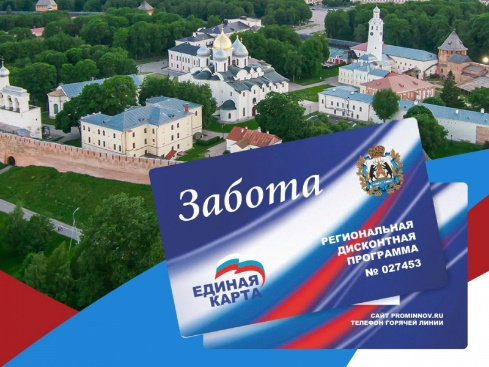 Забота
РЕГИОНАЛЬНАЯ
ДИСКОНТНАЯ
ПРОГРАММА
№ 027453
ЕДИНАЯ
КАРТА
САЙТ PROMINNOV.RU
ТЕЛЕФОН ГОРЯЧЕЙ ЛИНИИ